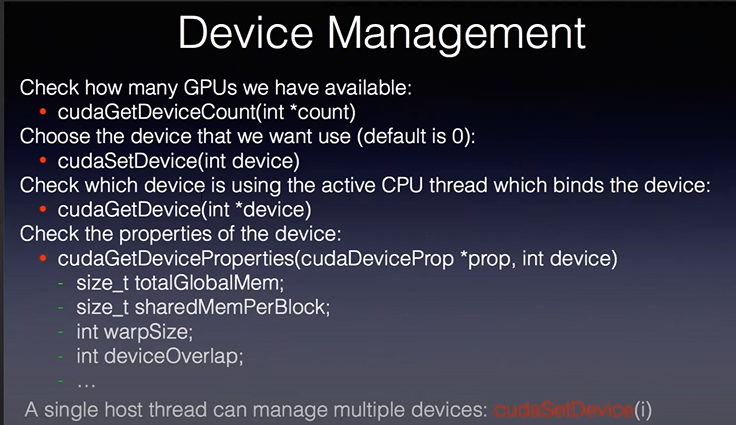 Device Management
Check how many GPUs we have available:
• cudaGetDeviceCount(int *count)
Choose the device that we want use (default is 0):
• cudaSetDevice(int device)
Check which device is using the active CPU thread which binds the device:
• cudaGetDevice(int *device)
Check the properties of the device:
• cudaGetDeviceProperties(cudaDeviceProp *prop, int device)
- size_t totalGlobalMem;
- size_t sharedMemPerBlock;
- int warpSize;
- int deviceOverlap;
- …
A single host thread can manage multiple devices: cudaSetDevice(i)